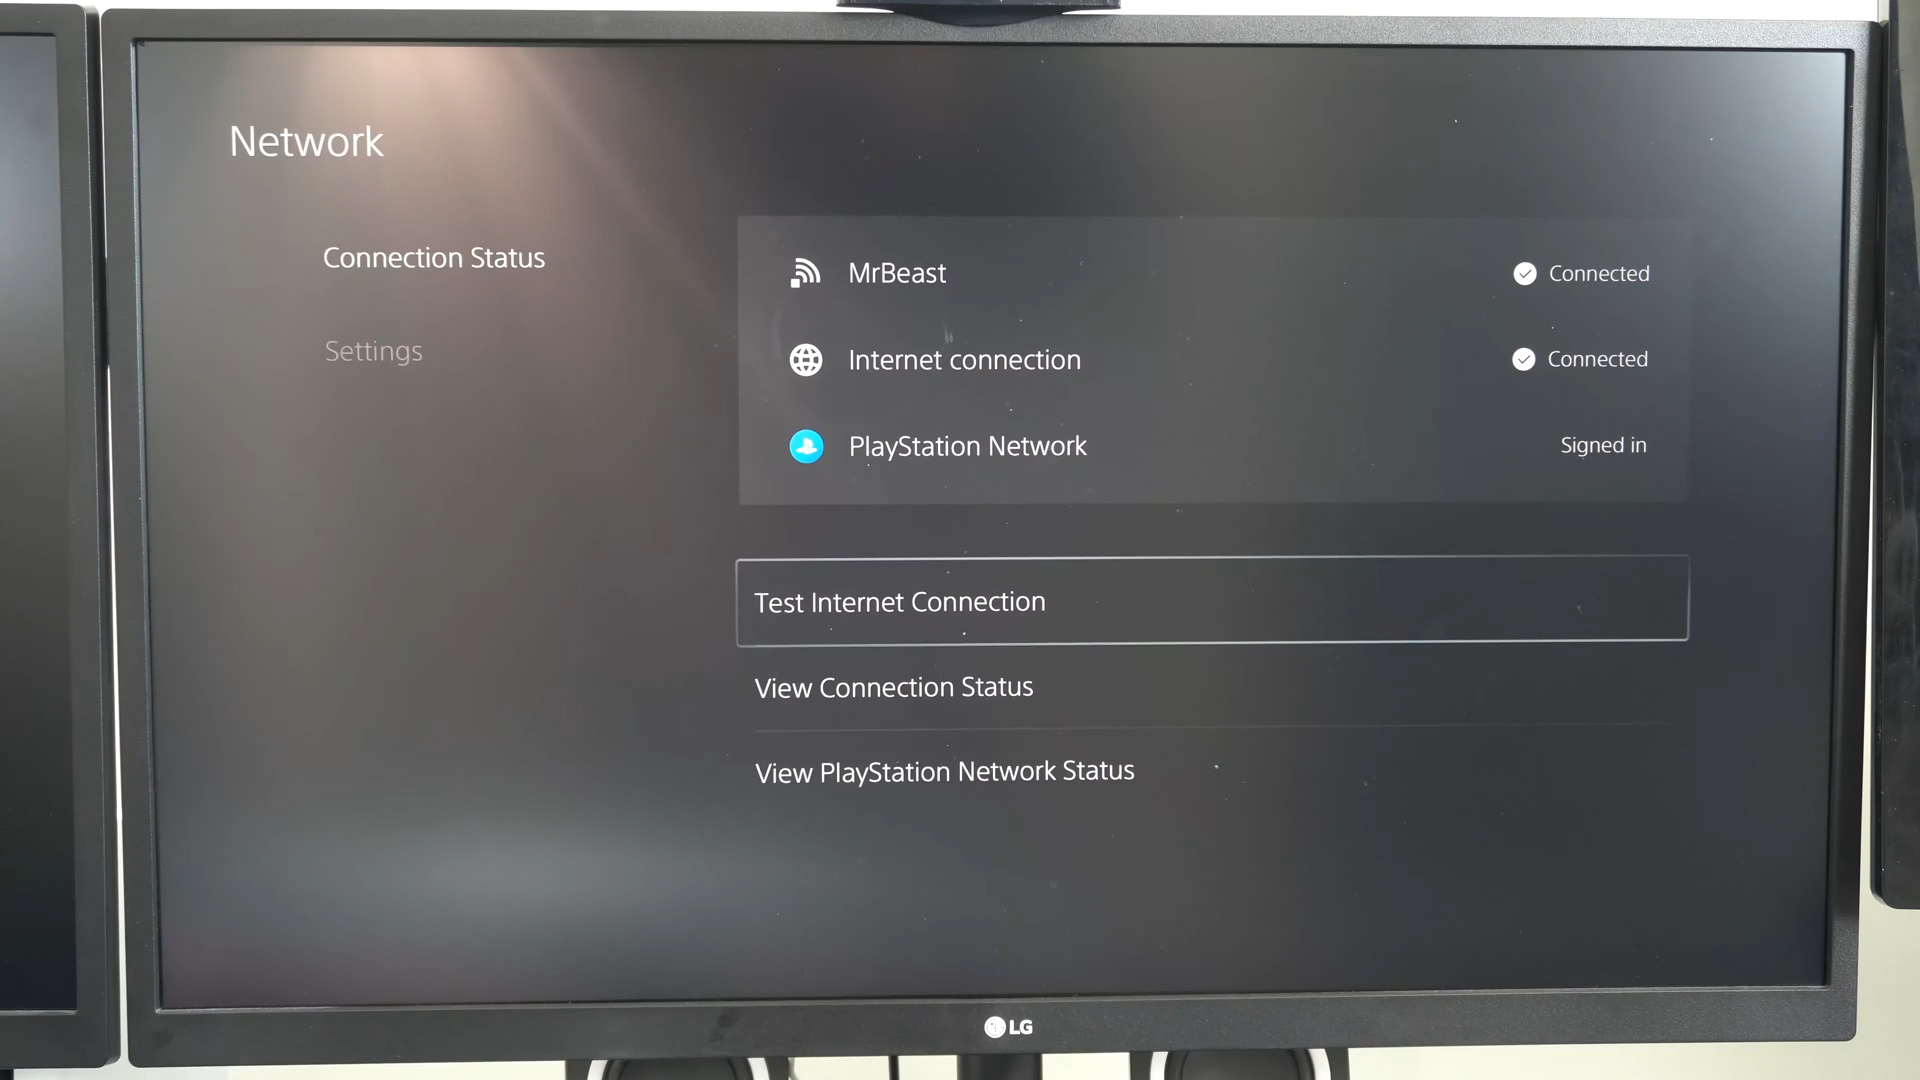 Network
Connection Status
Settings
MrBeast
Connected
Internet connection
Connected
PlayStation Network
Signed in
Test Internet Connection
View Connection Status
View PlayStation Network Status
LG